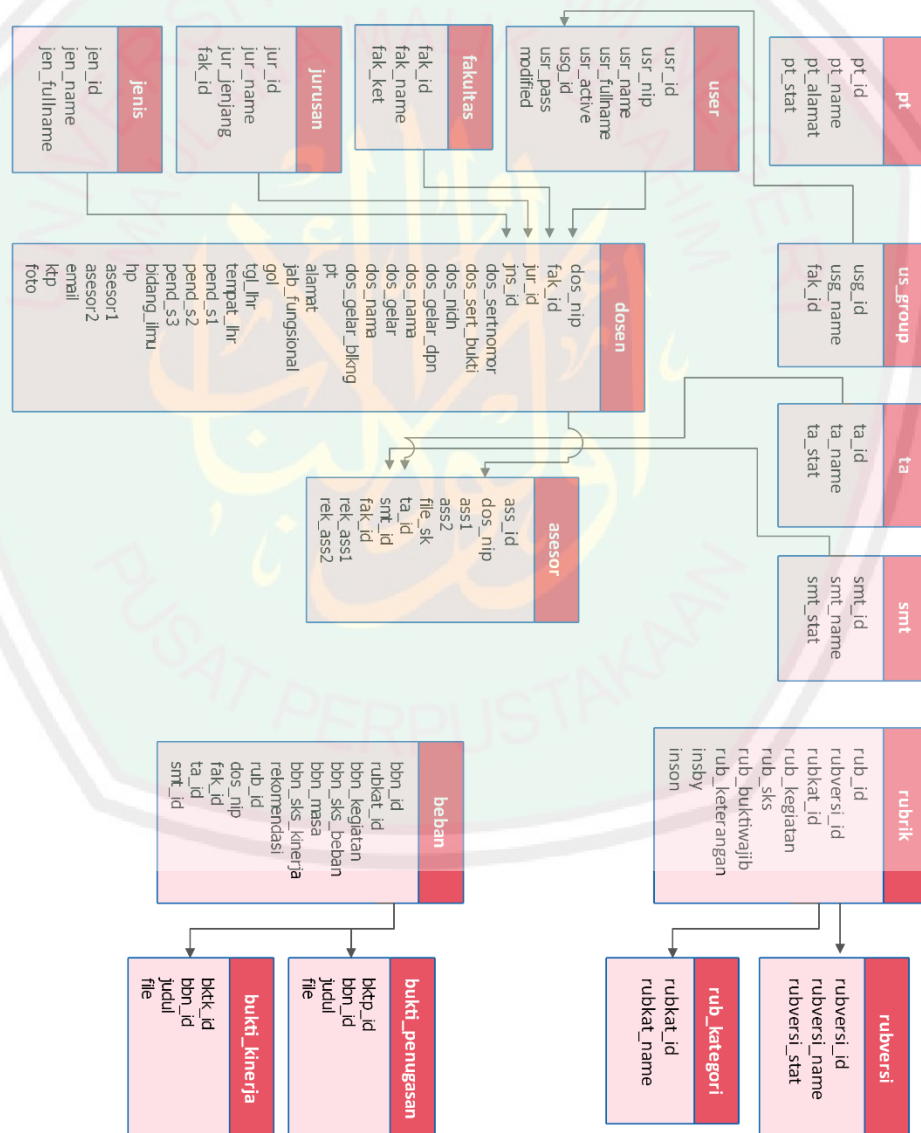 pt
pt_id
pt_name
pt_alamat
pt_stat
us_group
usg_id
usg_name
fak_id
ta
ta_id
ta_name
ta_stat
smt
smt_id
smt_name
smt_stat
rubrik
rub_id
rubversi_id
rubkat_id
rub_kegiatan
rub_sks
rub_buktiwajib
rub_keterangan
insby
inson
rubversi
rubversi_id
rubversi_name
rubversi_stat
rub_kategori
rubkat_id
rubkat_name
user
usr_id
usr_nip
usr_name
usr_fullname
usr_active
usg_id
usr_pass
modified
fakultas
fak_id
fak_name
fak_ket
jurusan
jur_id
jur_name
jur_jenjang
fak_id
jenis
jen_id
jen_name
jen_fullname
dosen
dos_nip
fak_id
jur_id
jns_id
dos_sertnomor
dos_sert_bukti
dos_nidn
dos_gelar_dpn
dos_nama
dos_gelar
dos_nama
dos_gelar_blkng
pt
alamat
jab_fungsional
gol
tgl_lhr
tempat_lhr
pend_s1
pend_s2
pend_s3
bidang_ilmu
hp
asesor1
asesor2
email
ktp
foto
asesor
ass_id
dos_nip
ass1
ass2
file_sk
ta_id
smt_id
fak_id
rek_ass1
rek_ass2
beban
bbn_id
rubkat_id
bbn_kegiatan
bbn_sks_beban
bbn_masa
bbn_sks_kinerja
rekomendasi
rub_id
dos_nip
fak_id
ta_id
smt_id
bukti_penugasan
bktp_id
bbn_id
judul
file
bukti_kinerja
bktk_id
bbn_id
judul
file
PUSAT PERPUSTAKAAN